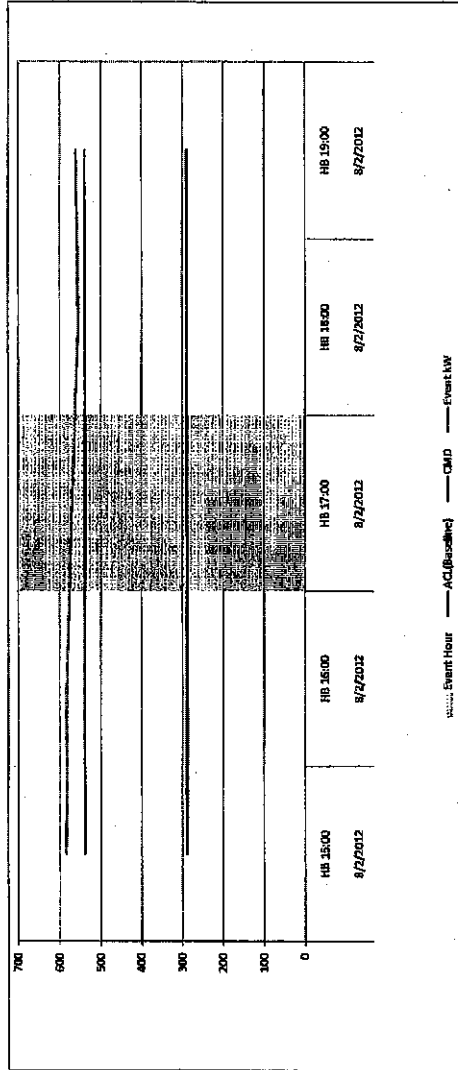 700
600
500
400
300
200
100
0
HB 15:00 HB 16:00 HB 17:00 HB 18:00 HB 19:00
8/2/2012 8/2/2012 8/2/2012 8/2/2012 8/2/2012
Event Hour ACL(Baseline) CMD Event kW